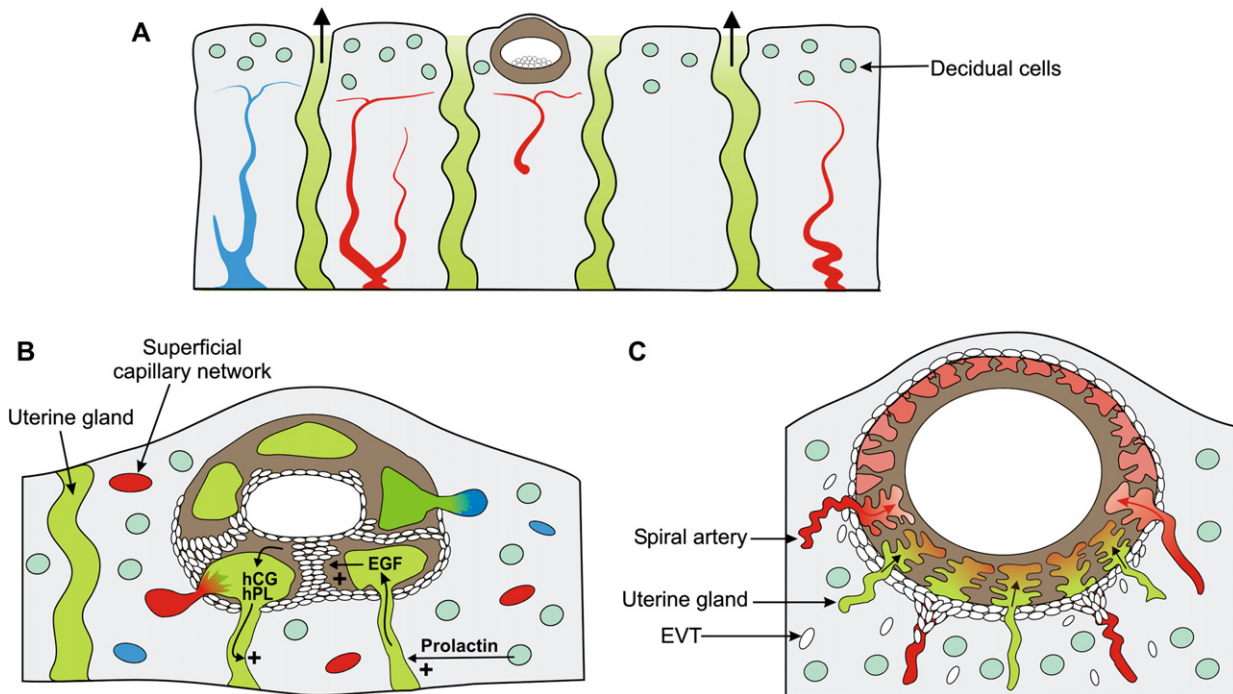 A
Decidual cells
B
Superficial
capillary network
Uterine gland
hCG
hPL
+
EGF
+
Prolactin
+
C
Spiral artery
Uterine gland
EVT